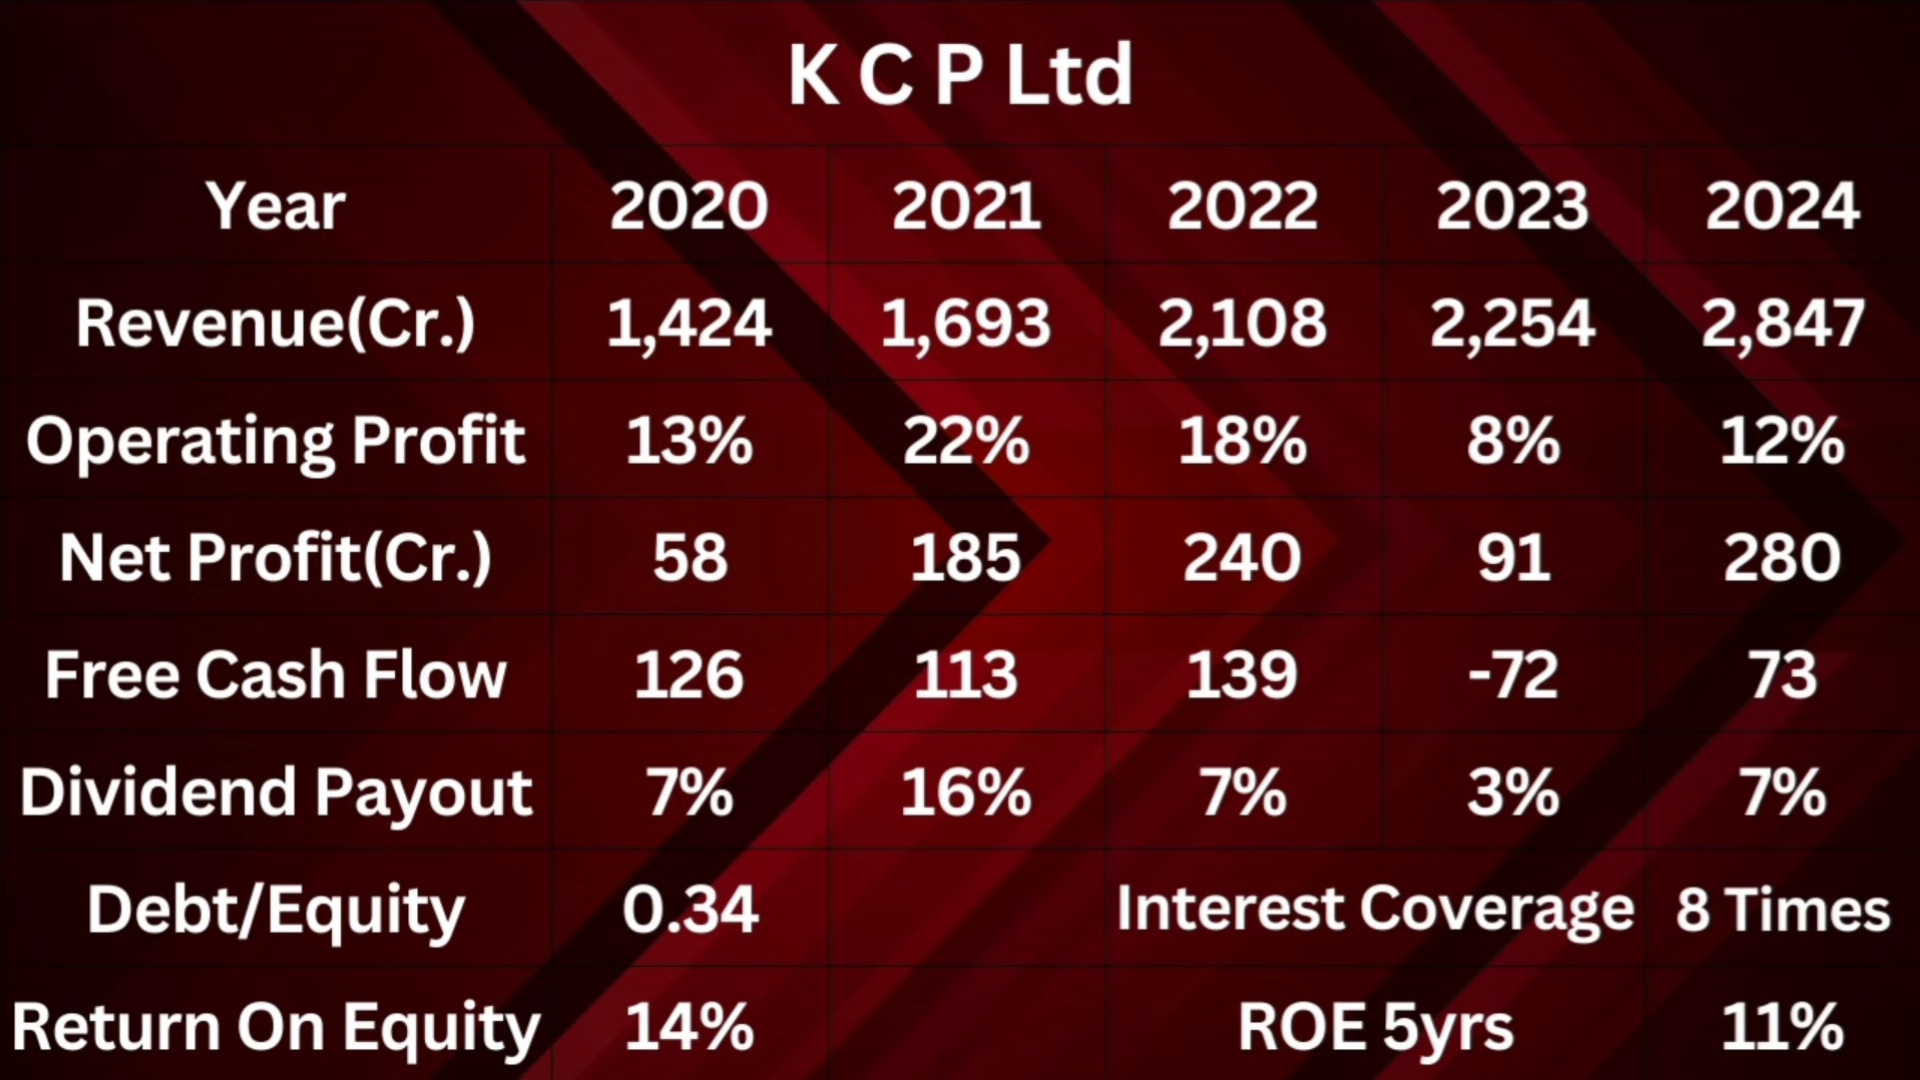 K C P Ltd
Year 2020 2021 2022 2023 2024
Revenue(Cr.) 1,424 1,693 2,108 2,254 2,847
Operating Profit 13% 22% 18% 8% 12%
Net Profit(Cr.) 58 185 240 91 280
Free Cash Flow 126 113 139 -72 73
Dividend Payout 7% 16% 7% 3% 7%
Debt/Equity 0.34 Interest Coverage 8 Times
Return On Equity 14% ROE 5yrs 11%